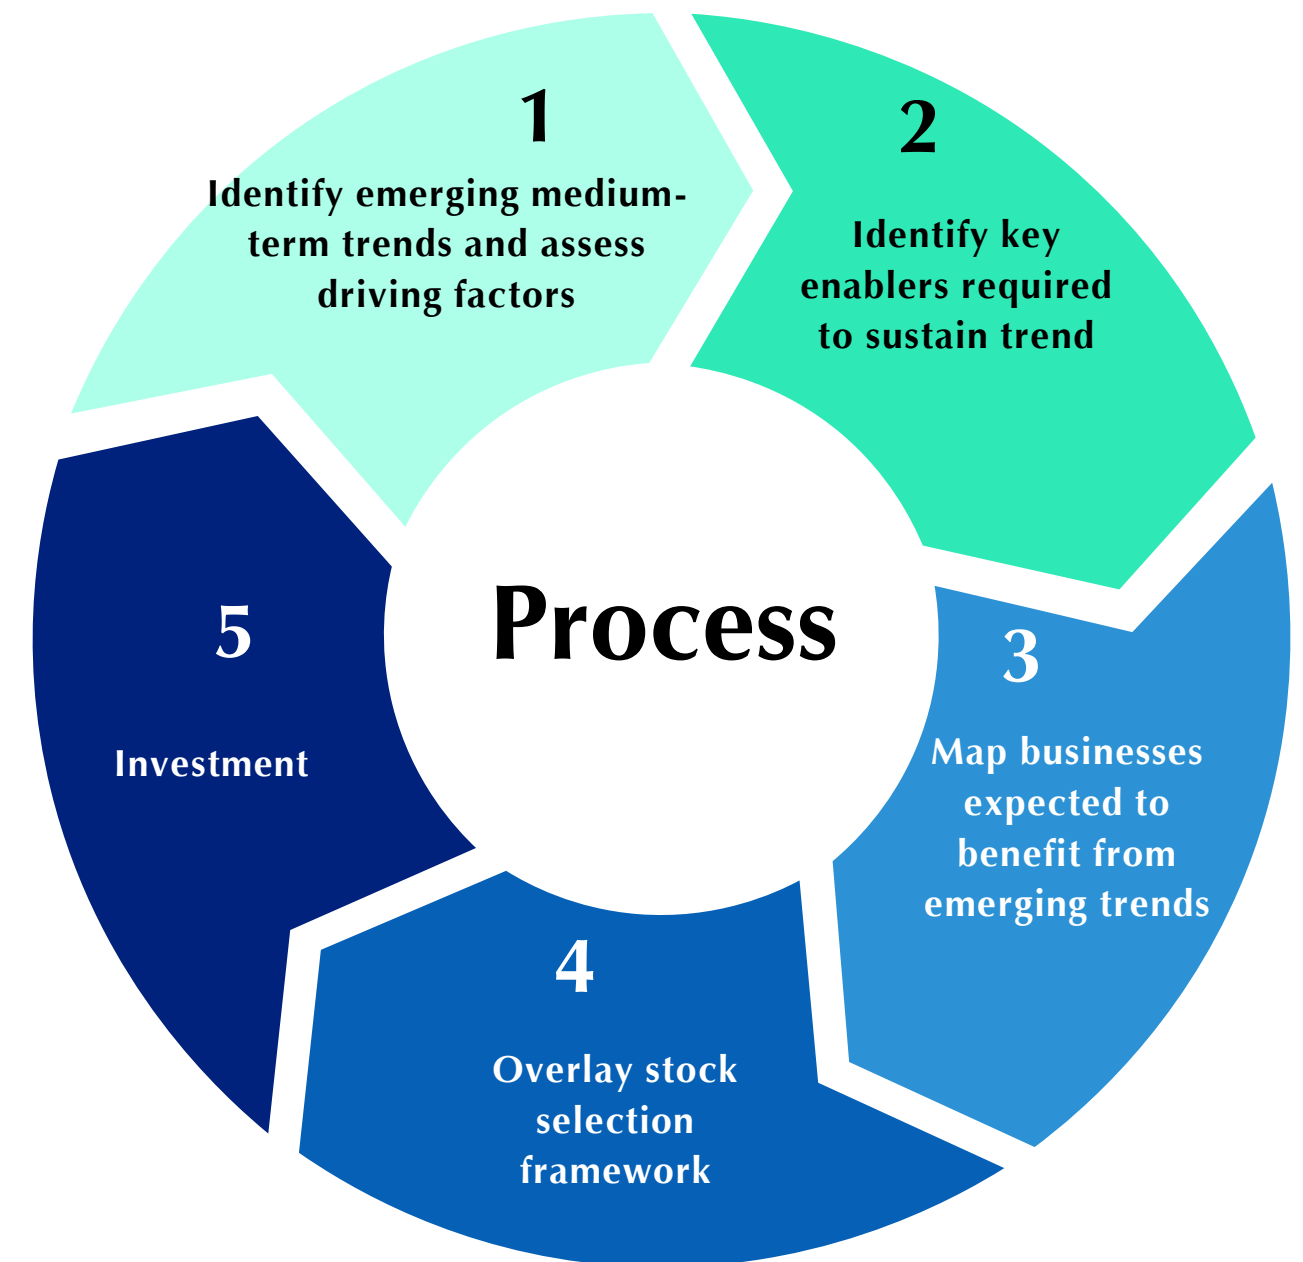 1
Identify emerging medium-
term trends and assess
driving factors
2
Identify key
enablers required
to sustain trend
3
Map businesses
expected to
benefit from
emerging trends
4
Overlay stock
selection
framework
5
Investment
Process